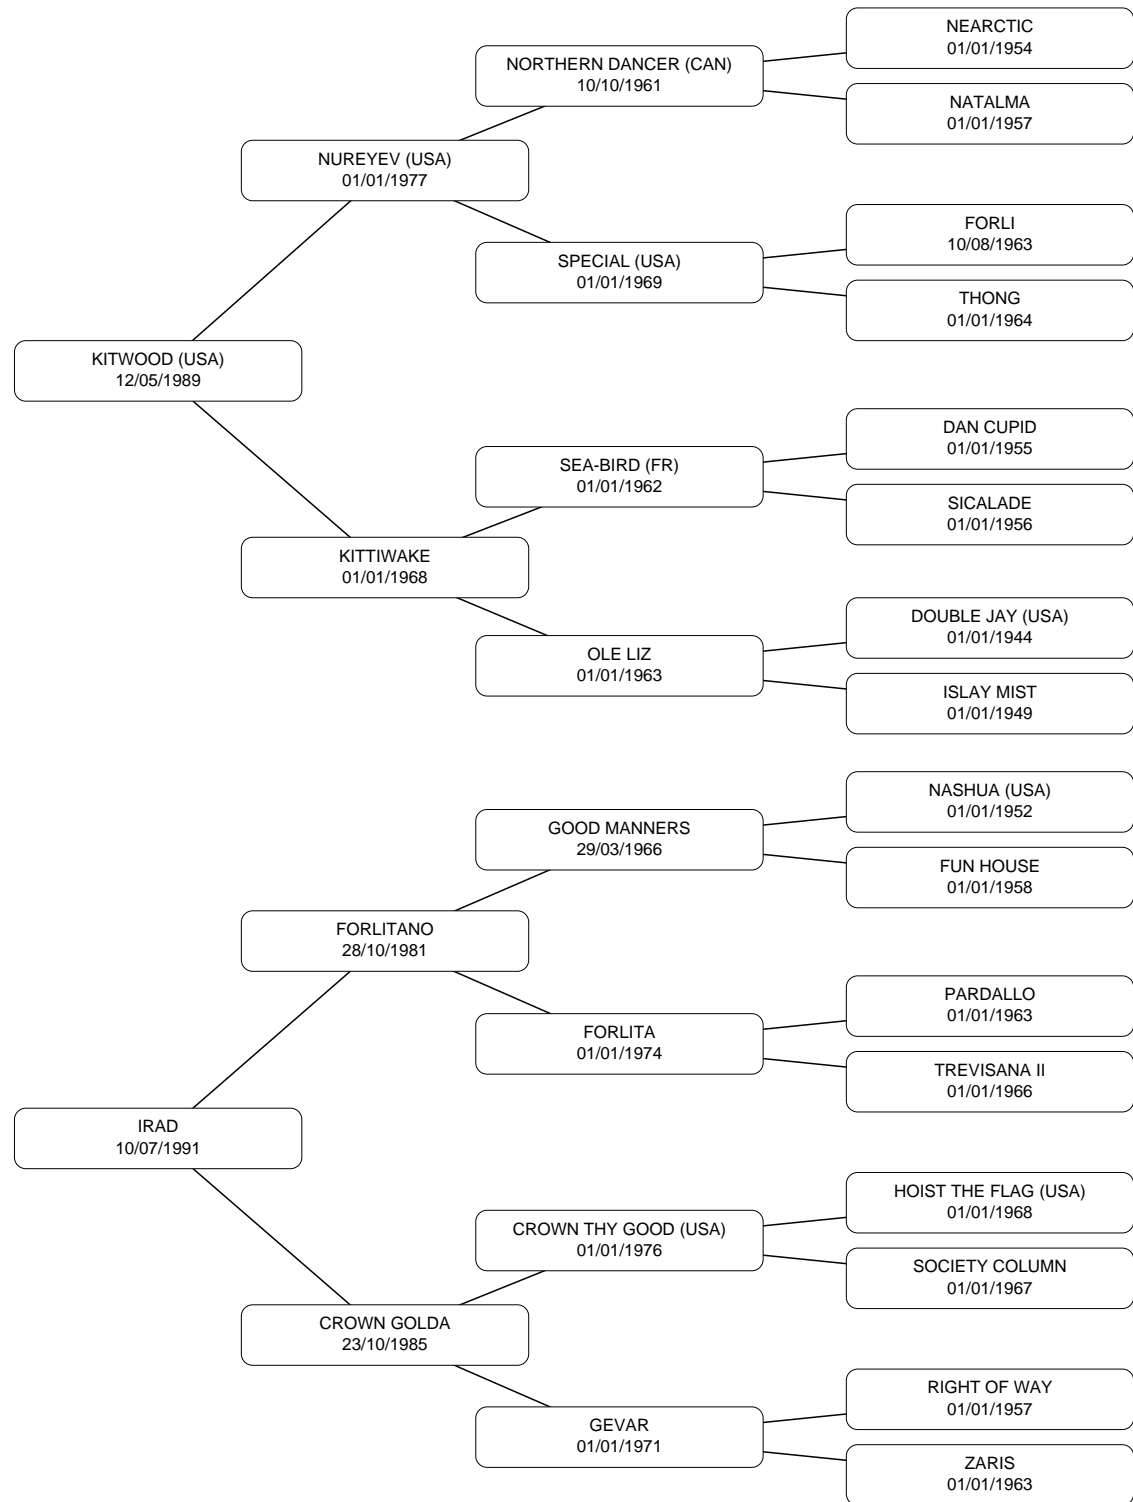 NEARCTIC
01/01/1954
NORTHERN DANCER (CAN)
10/10/1961
NATALMA
01/01/1957
NUREYEV (USA)
01/01/1977
FORLI
10/08/1963
SPECIAL (USA)
01/01/1969
THONG
01/01/1964
KITWOOD (USA)
12/05/1989
DAN CUPID
01/01/1955
SEA-BIRD (FR)
01/01/1962
SICALADE
01/01/1956
KITTIWAKE
01/01/1968
DOUBLE JAY (USA)
01/01/1944
OLE LIZ
01/01/1963
ISLAY MIST
01/01/1949
NASHUA (USA)
01/01/1952
GOOD MANNERS
29/03/1966
FUN HOUSE
01/01/1958
FORLITANO
28/10/1981
PARDALLO
01/01/1963
FORLITA
01/01/1974
TREVISANA II
01/01/1966
IRAD
10/07/1991
HOIST THE FLAG (USA)
01/01/1968
CROWN THY GOOD (USA)
01/01/1976
SOCIETY COLUMN
01/01/1967
CROWN GOLDA
23/10/1985
RIGHT OF WAY
01/01/1957
GEVAR
01/01/1971
ZARIS
01/01/1963